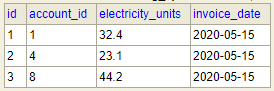 id account_id electricity_units invoice_date
1 1 32.4 2020-05-15
2 4 23.1 2020-05-15
3 8 44.2 2020-05-15